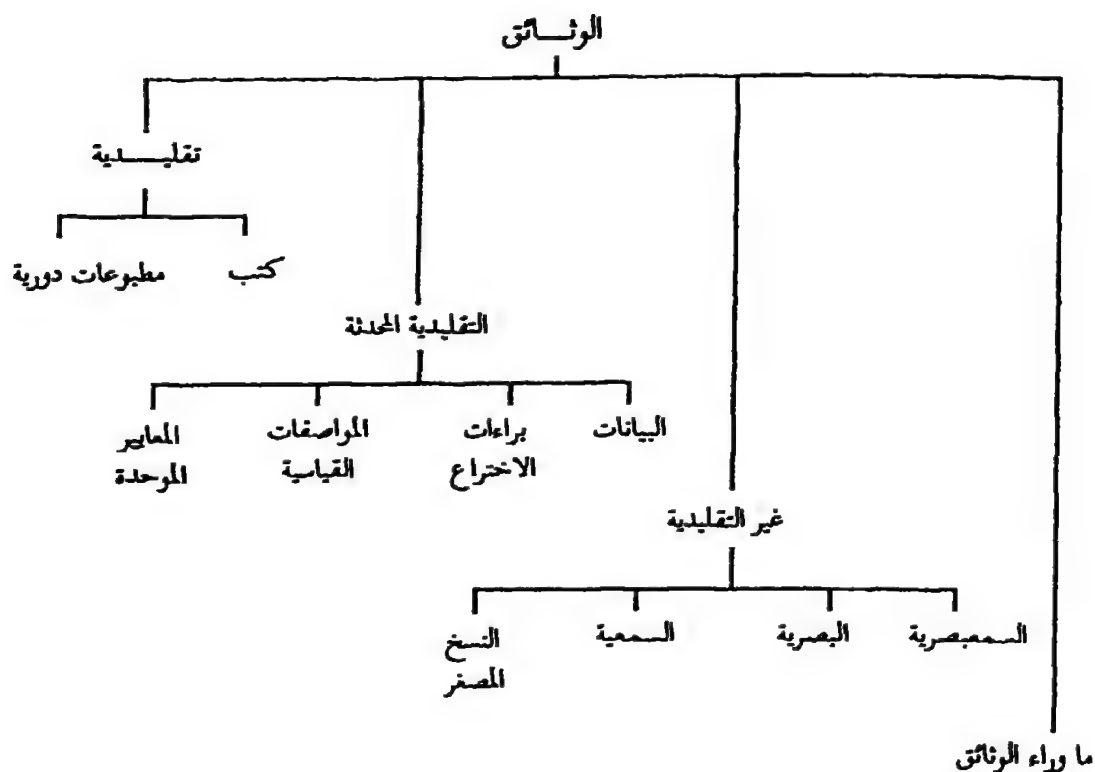 الوثـــائق
تقليـــدية
كتب
مطبوعات دورية
التقليدية المحدثة
البيانات
براءات
الاختراع
المواصفات
القياسية
المعايير
الموحدة
غير التقليدية
السمعبصرية
البصرية
السمعية
النسخ
المصغر
ما وراء الوثائق